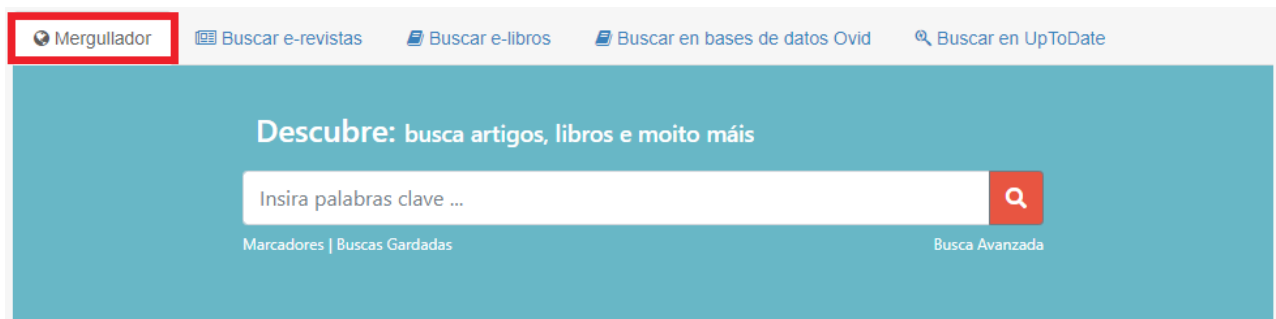 Mergullador Buscar e-revistas Buscar e-libros Buscar en bases de datos Ovid Buscar en UpToDate
Descubre: busca artigos, libros e moito máis
Insira palabras clave ...
Marcadores | Buscas Gardadas Busca Avanzada